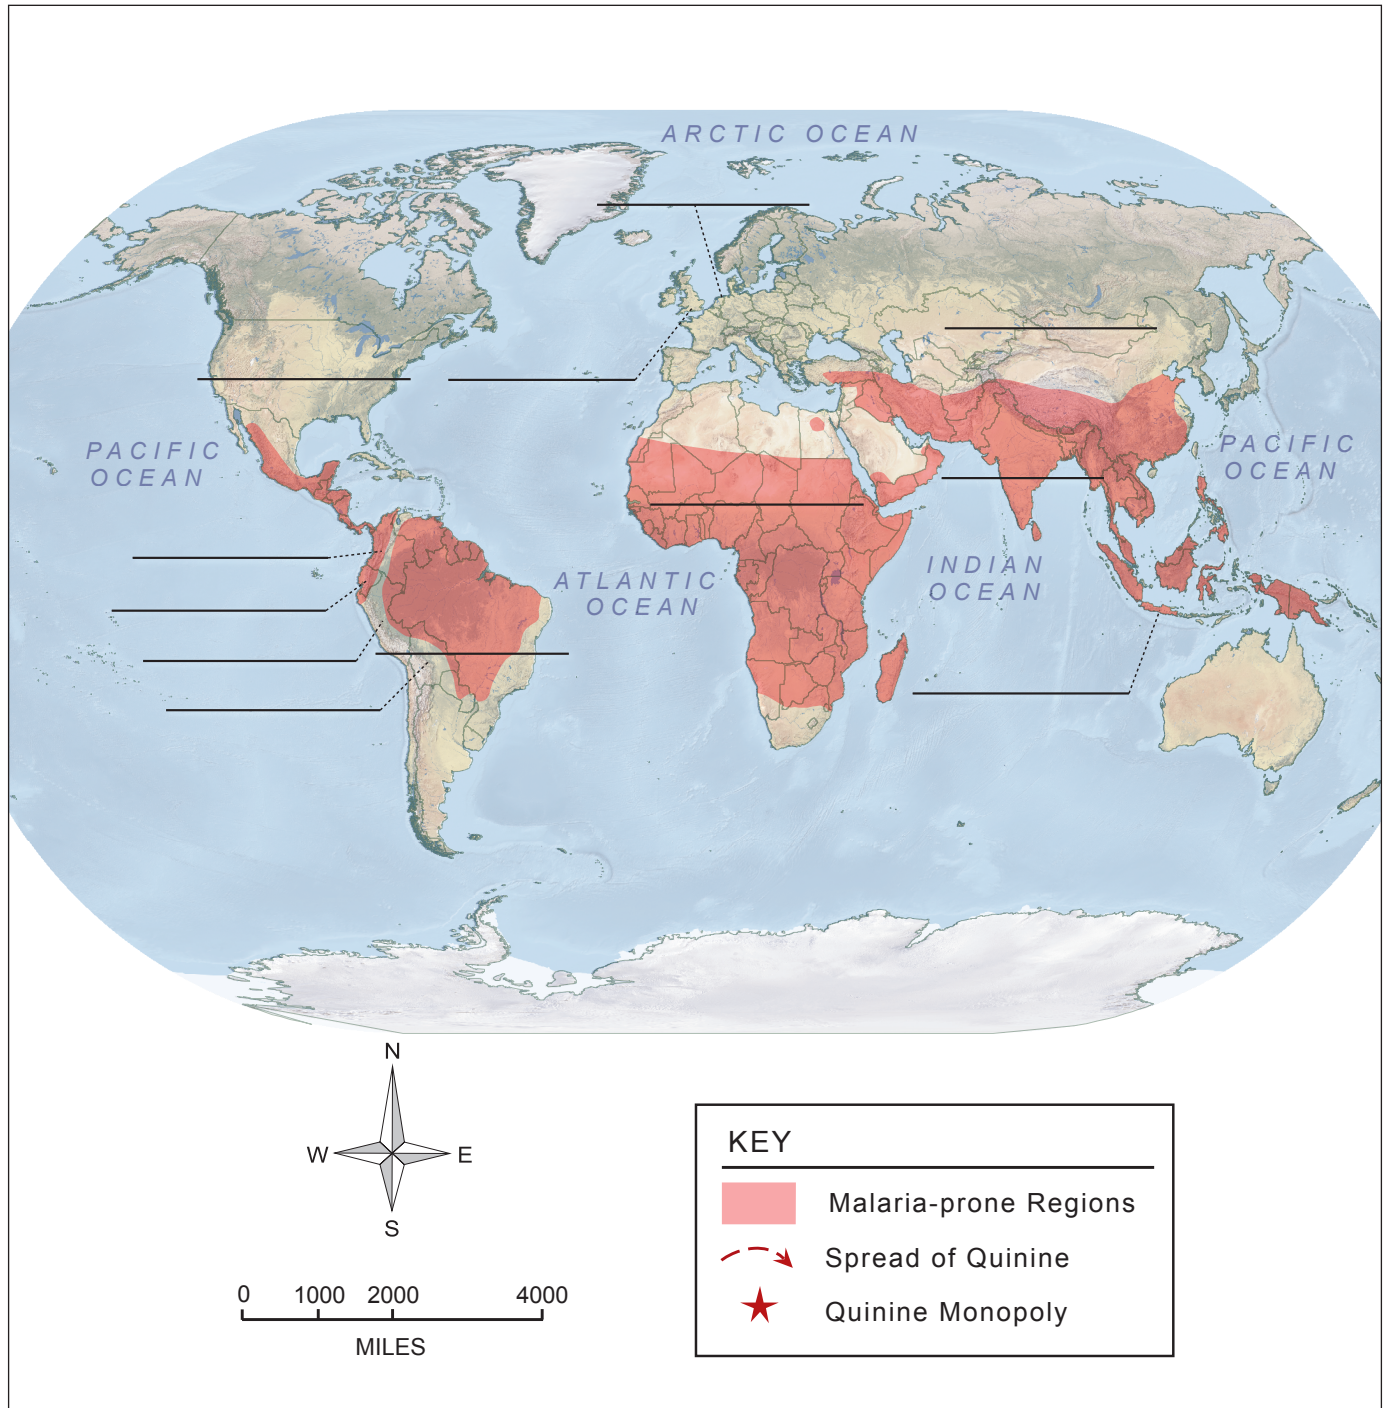 ARCTIC OCEAN
PACIFIC
OCEAN
PACIFIC
OCEAN
ATLANTIC
OCEAN
INDIAN
OCEAN
N
W
E
S
0 1000 2000 4000
MILES
KEY
Malaria-prone Regions
Spread of Quinine
Quinine Monopoly